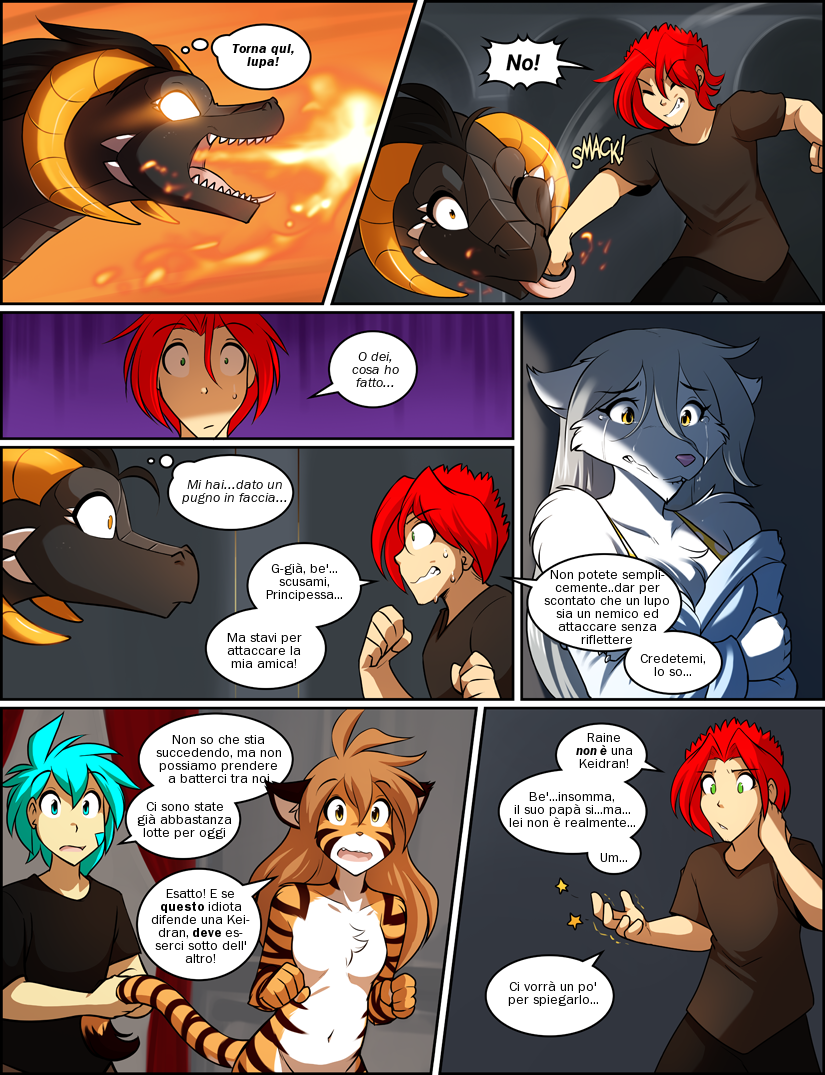 Torna qui,
lupa!
No!
SMACK!
O dei,
cosa ho
fatto...
Mi hai...dato un
pugno in faccia...
G-già, be'...
scusami,
Principessa...
Ma stavi per
attaccare la
mia amica!
Non potete sempli-
cemente..dar per
scontato che un lupo
sia un nemico ed
attaccare senza
riflettere
Credetemi,
lo so...
Non so che stia
succedendo, ma non
possiamo prendere
a batterci tra noi
Ci sono state
già abbastanza
lotte per oggi
Esatto! E se
questo idiota
difende una Kei-
dran, deve es-
serci sotto dell'
altro!
Raine
non è una
Keidran!
Be'...insomma,
il suo papà si...ma...
lei non è realmente...
Um...
Ci vorrà un po'
per spiegarlo...